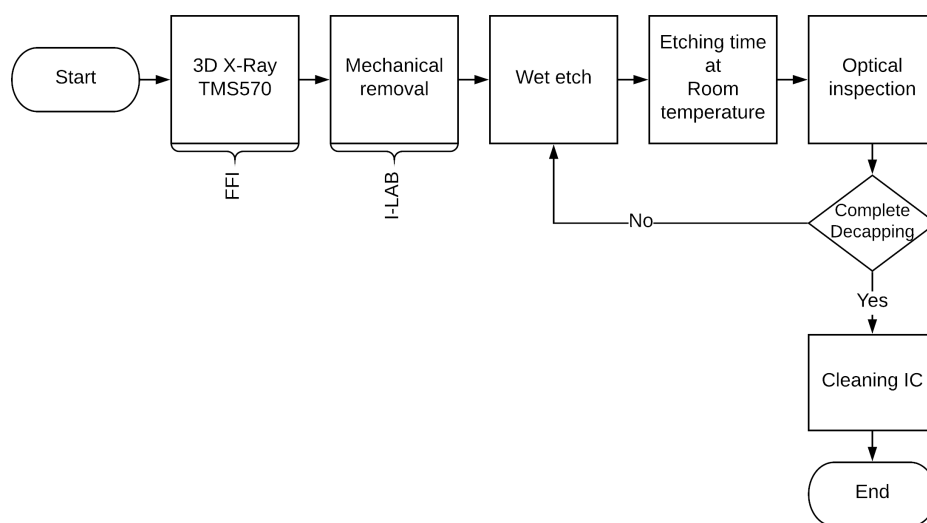 Start
3D X-Ray
TMS570
Mechanical
removal
Wet etch
Etching time
at
Room
temperature
Optical
inspection
FFI
I-LAB
Complete
Decapping
No
Yes
Cleaning IC
End